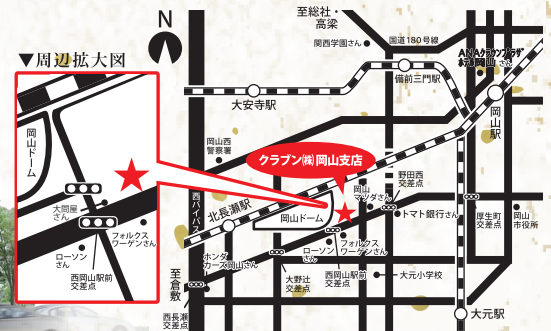 ▼周辺拡大図
岡山ドーム
大問屋
さん
ローソン
さん
フォルクス
ワーゲンさん
西岡山駅前
交差点
N
至総社・
高梁
関西学園さん
国道180号線
ANAクラウンプラザ
ホテル岡山さん
備前三門駅
大安寺駅
岡山駅
岡山西
警察署
クラブン㈱岡山支店
野田西
交差点
岡山
マツダさん
西バイパス
北長瀬駅
岡山ドーム
トマト銀行さん
厚生町
交差点
岡山
市役所
ローソン
さん
フォルクス
ワーゲンさん
ホンダ
カーズ岡山さん
至倉敷
大野辻
交差点
西岡山駅前
交差点
大元小学校
西長瀬
交差点
大元駅